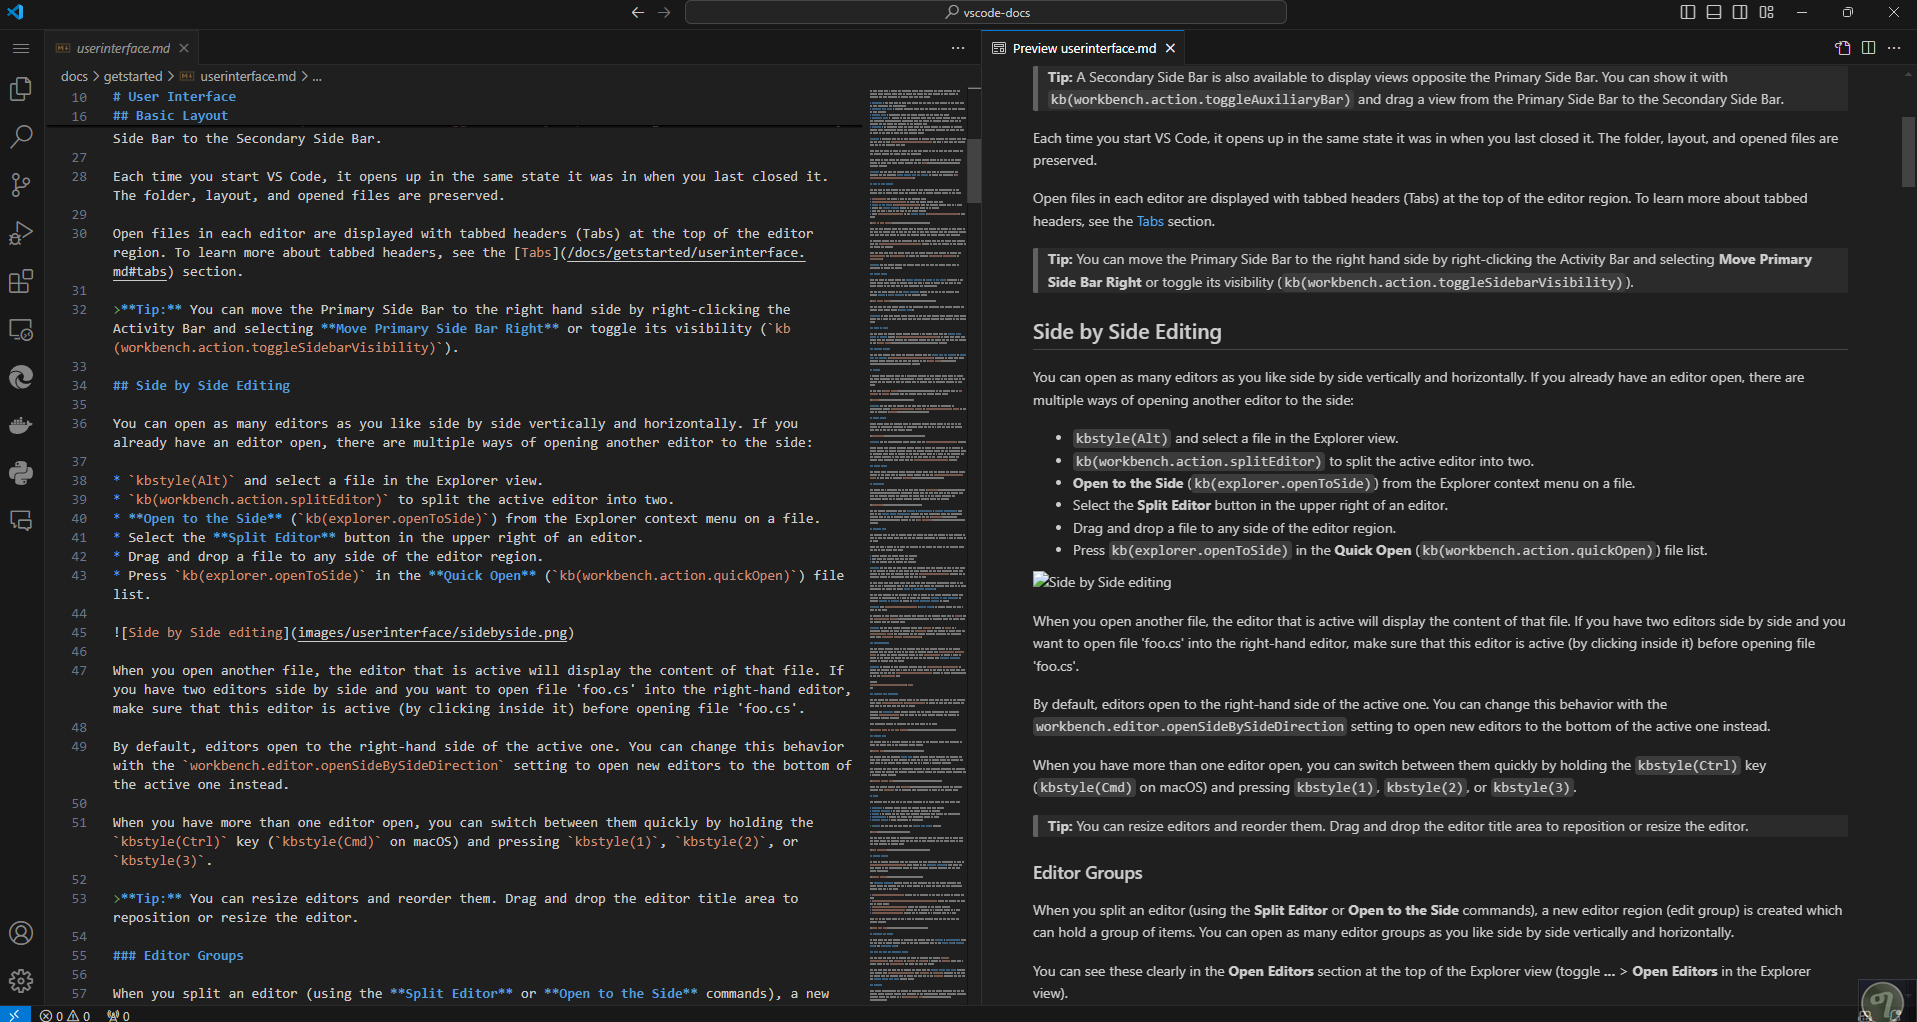 vscode-docs
userinterface.md
docs > getstarted > userinterface.md > ...
10 # User Interface
16 ## Basic Layout
Side Bar to the Secondary Side Bar.
27
28 Each time you start VS Code, it opens up in the same state it was in when you last closed it.
The folder, layout, and opened files are preserved.
29
30 Open files in each editor are displayed with tabbed headers (Tabs) at the top of the editor
region. To learn more about tabbed headers, see the [Tabs](/docs/getstarted/userinterface.
md#tabs) section.
31
32 >**Tip:** You can move the Primary Side Bar to the right hand side by right-clicking the
Activity Bar and selecting **Move Primary Side Bar Right** or toggle its visibility (`kb
(workbench.action.toggleSidebarVisibility)`).
33
34 ## Side by Side Editing
35
36 You can open as many editors as you like side by side vertically and horizontally. If you
already have an editor open, there are multiple ways of opening another editor to the side:
37
38 * `kbstyle(Alt)` and select a file in the Explorer view.
39 * `kb(workbench.action.splitEditor)` to split the active editor into two.
40 * **Open to the Side** (`kb(explorer.openToSide)`) from the Explorer context menu on a file.
41 * Select the **Split Editor** button in the upper right of an editor.
42 * Drag and drop a file to any side of the editor region.
43 * Press `kb(explorer.openToSide)` in the **Quick Open** (`kb(workbench.action.quickOpen)`) file
list.
44
45 ![Side by Side editing](images/userinterface/sidebyside.png)
46
47 When you open another file, the editor that is active will display the content of that file. If
you have two editors side by side and you want to open file 'foo.cs' into the right-hand editor,
make sure that this editor is active (by clicking inside it) before opening file 'foo.cs'.
48
49 By default, editors open to the right-hand side of the active one. You can change this behavior
with the `workbench.editor.openSideBySideDirection` setting to open new editors to the bottom of
the active one instead.
50
51 When you have more than one editor open, you can switch between them quickly by holding the
`kbstyle(Ctrl)` key (`kbstyle(Cmd)` on macOS) and pressing `kbstyle(1)`, `kbstyle(2)`, or
`kbstyle(3)`.
52
53 >**Tip:** You can resize editors and reorder them. Drag and drop the editor title area to
reposition or resize the editor.
54
55 ### Editor Groups
56
57 When you split an editor (using the **Split Editor** or **Open to the Side** commands), a new
Preview userinterface.md
Tip: A Secondary Side Bar is also available to display views opposite the Primary Side Bar. You can show it with
kb(workbench.action.toggleAuxiliaryBar) and drag a view from the Primary Side Bar to the Secondary Side Bar.
Each time you start VS Code, it opens up in the same state it was in when you last closed it. The folder, layout, and opened files are
preserved.
Open files in each editor are displayed with tabbed headers (Tabs) at the top of the editor region. To learn more about tabbed
headers, see the Tabs section.
Tip: You can move the Primary Side Bar to the right hand side by right-clicking the Activity Bar and selecting Move Primary
Side Bar Right or toggle its visibility (kb(workbench.action.toggleSidebarVisibility)).
Side by Side Editing
You can open as many editors as you like side by side vertically and horizontally. If you already have an editor open, there are
multiple ways of opening another editor to the side:
• kbstyle(Alt) and select a file in the Explorer view.
• kb(workbench.action.splitEditor) to split the active editor into two.
• Open to the Side (kb(explorer.openToSide)) from the Explorer context menu on a file.
• Select the Split Editor button in the upper right of an editor.
• Drag and drop a file to any side of the editor region.
• Press kb(explorer.openToSide) in the Quick Open (kb(workbench.action.quickOpen)) file list.
Side by Side editing
When you open another file, the editor that is active will display the content of that file. If you have two editors side by side and you
want to open file 'foo.cs' into the right-hand editor, make sure that this editor is active (by clicking inside it) before opening file
'foo.cs'.
By default, editors open to the right-hand side of the active one. You can change this behavior with the
workbench.editor.openSideBySideDirection setting to open new editors to the bottom of the active one instead.
When you have more than one editor open, you can switch between them quickly by holding the kbstyle(Ctrl) key
(kbstyle(Cmd) on macOS) and pressing kbstyle(1), kbstyle(2), or kbstyle(3).
Tip: You can resize editors and reorder them. Drag and drop the editor title area to reposition or resize the editor.
Editor Groups
When you split an editor (using the Split Editor or Open to the Side commands), a new editor region (edit group) is created which
can hold a group of items. You can open as many editor groups as you like side by side vertically and horizontally.
You can see these clearly in the Open Editors section at the top of the Explorer view (toggle ... > Open Editors in the Explorer
view).
0 0 0